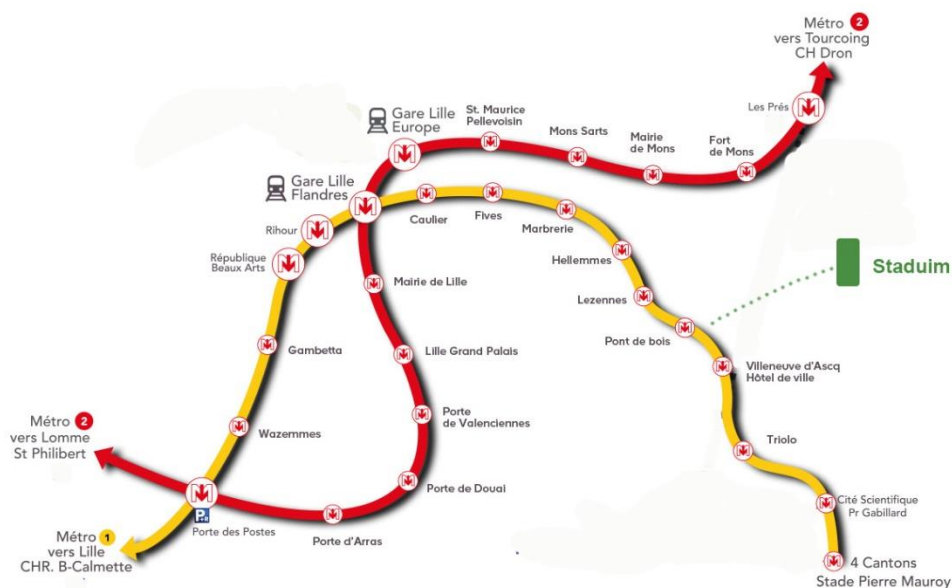 Métro 2
vers Tourcoing
CH Dron
Les Prés
Gare Lille
Europe
St. Maurice
Pellevoisin
Mons Sarts
Mairie
de Mons
Fort
de Mons
Gare Lille
Flandres
Caulier
Fives
Marbrerie
Rihour
République
Beaux Arts
Hellemmes
Staduim
Mairie de Lille
Lezennes
Pont de bois
Gambetta
Lille Grand Palais
Villeneuve d'Ascq
Hôtel de ville
Métro 2
vers Lomme
St Philibert
Wazemmes
Porte
de Valenciennes
Triolo
Porte de Douai
Cité Scientifique
Pr Gabillard
P+R
Porte des Postes
Porte d'Arras
Métro 1
vers Lille
CHR. B-Calmette
4 Cantons
Stade Pierre Mauroy